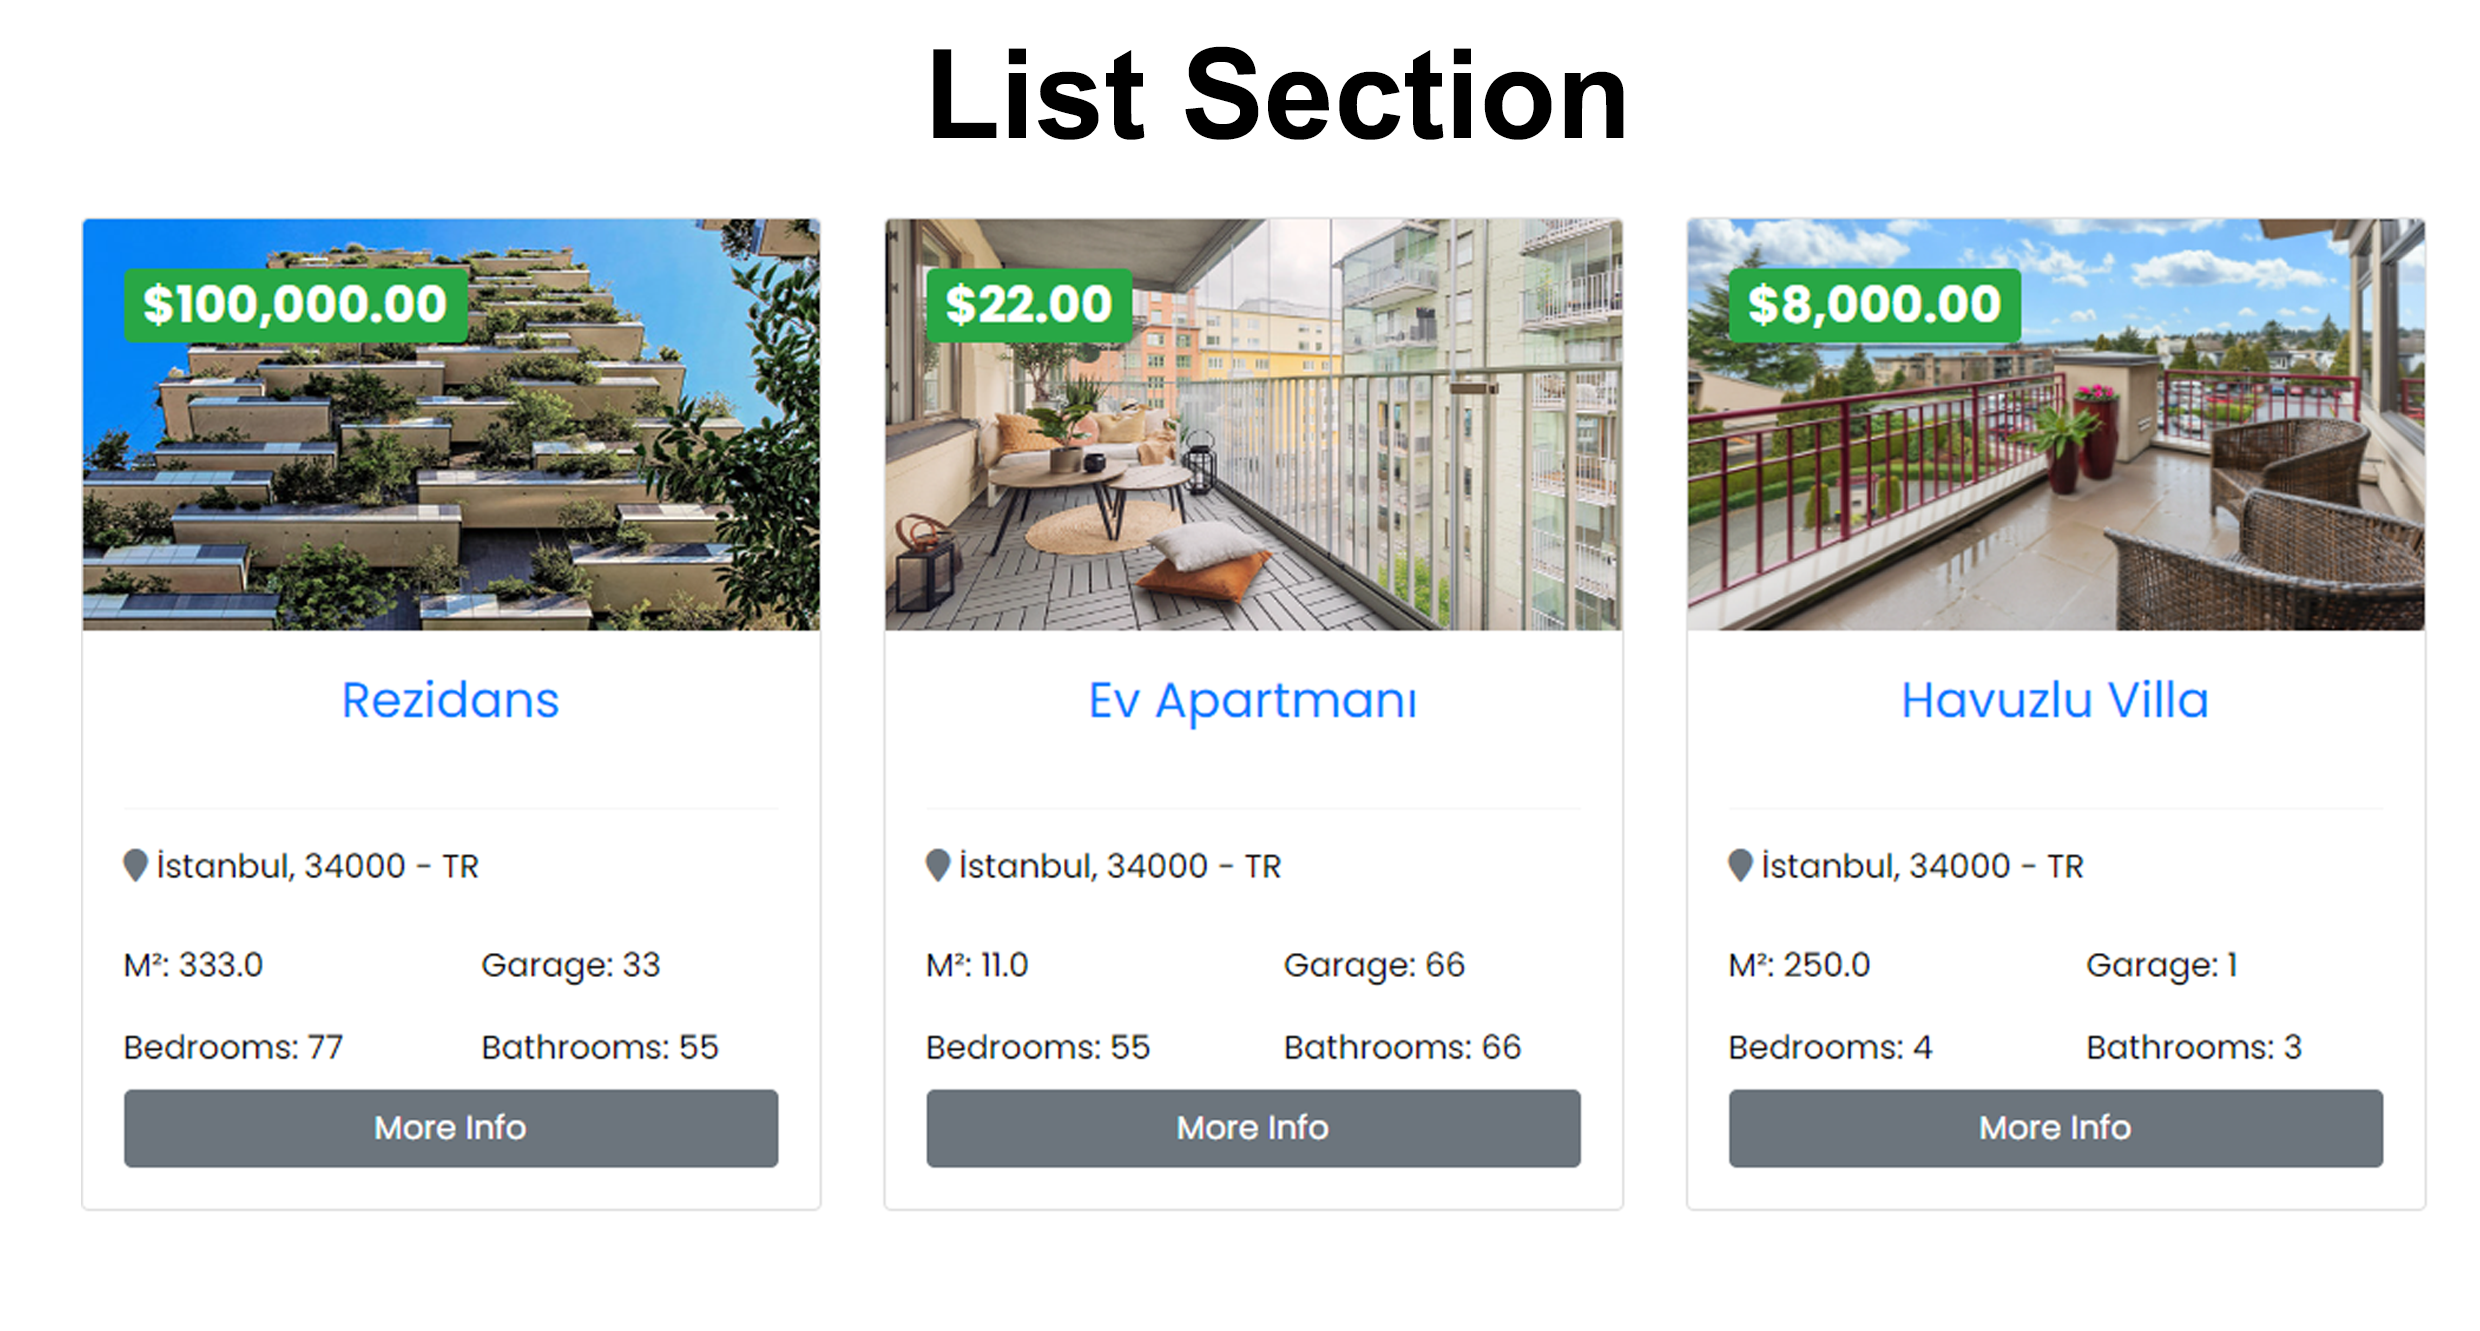 List Section
$100,000.00
Rezidans
İstanbul, 34000 - TR
M²: 333.0 Garage: 33
Bedrooms: 77 Bathrooms: 55
More Info
$22.00
Ev Apartmanı
İstanbul, 34000 - TR
M²: 11.0 Garage: 66
Bedrooms: 55 Bathrooms: 66
More Info
$8,000.00
Havuzlu Villa
İstanbul, 34000 - TR
M²: 250.0 Garage: 1
Bedrooms: 4 Bathrooms: 3
More Info